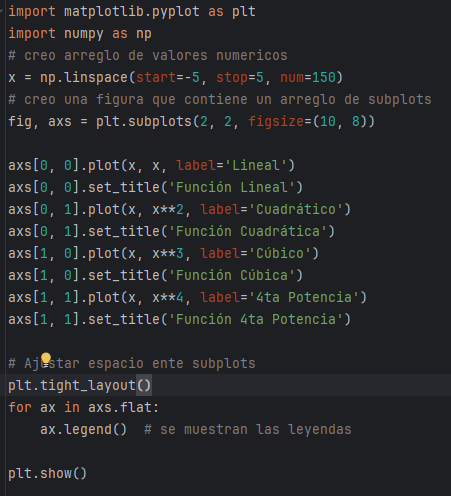 import matplotlib.pyplot as plt
import numpy as np
# creo arreglo de valores numericos
x = np.linspace(start=-5, stop=5, num=150)
# creo una figura que contiene un arreglo de subplots
fig, axs = plt.subplots(2, 2, figsize=(10, 8))

axs[0, 0].plot(x, x, label='Lineal')
axs[0, 0].set_title('Función Lineal')
axs[0, 1].plot(x, x**2, label='Cuadrático')
axs[0, 1].set_title('Función Cuadrática')
axs[1, 0].plot(x, x**3, label='Cúbico')
axs[1, 0].set_title('Función Cúbica')
axs[1, 1].plot(x, x**4, label='4ta Potencia')
axs[1, 1].set_title('Función 4ta Potencia')

# Ajustar espacio ente subplots
plt.tight_layout()
for ax in axs.flat:
    ax.legend()  # se muestran las leyendas

plt.show()